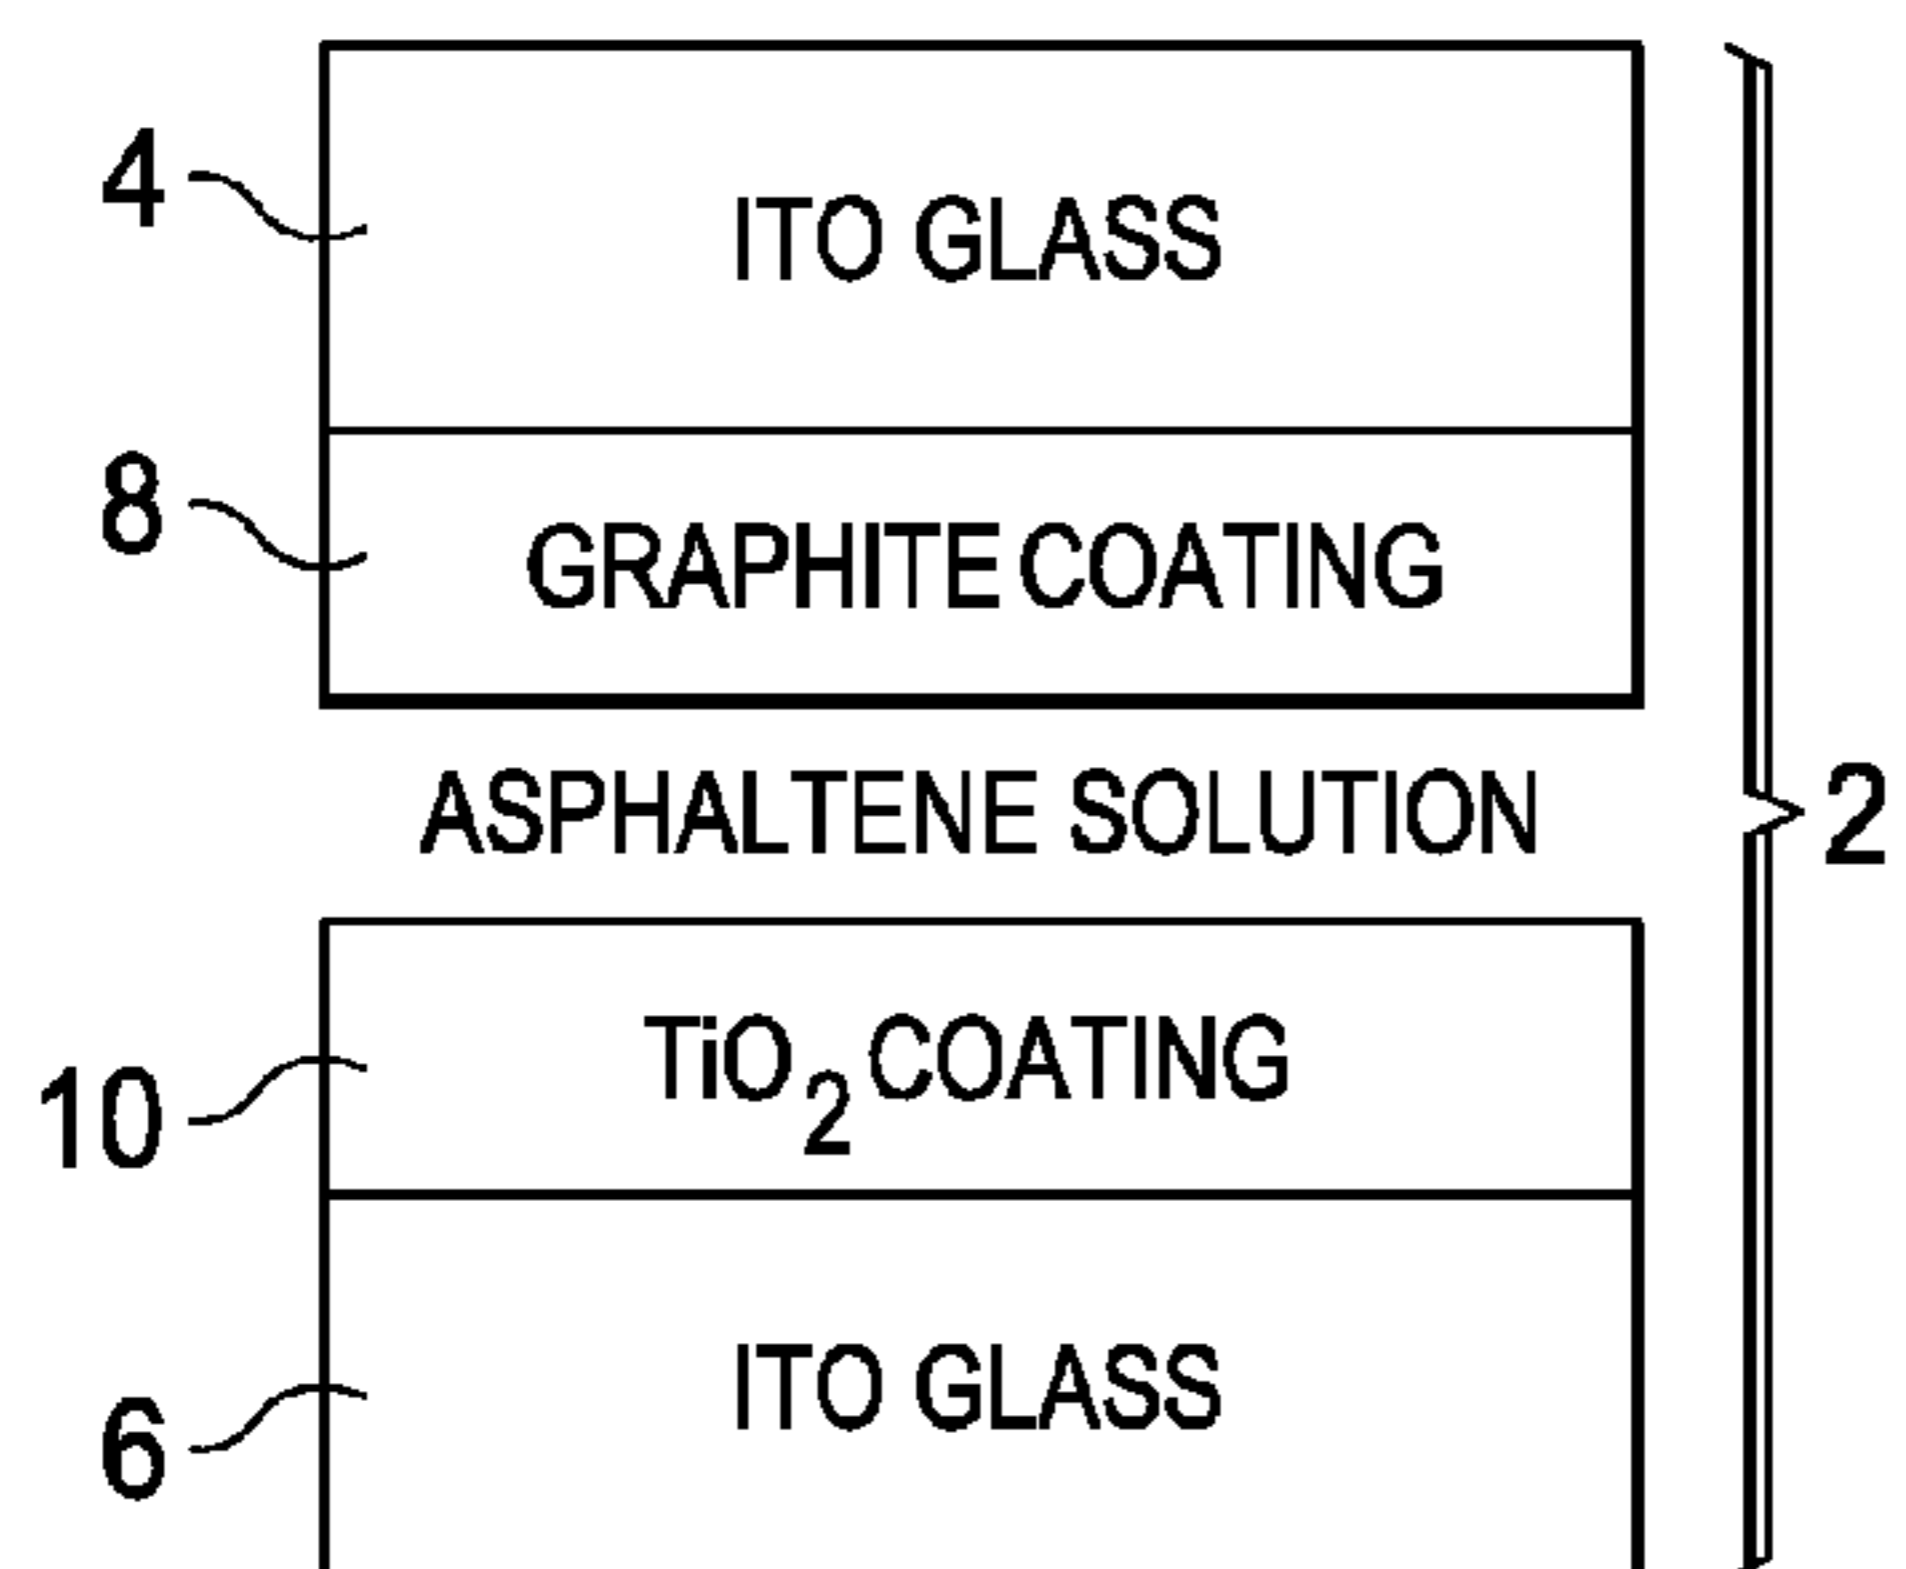 4 ITO GLASS
8 GRAPHITE COATING
ASPHALTENE SOLUTION 2
10 TiO2 COATING
6 ITO GLASS